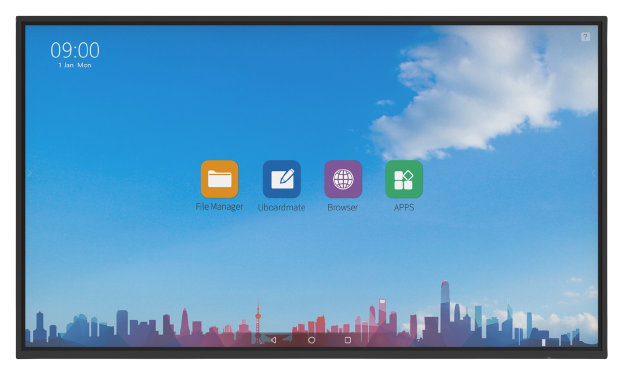 09:00
1 Jan Mon
?
File Manager
Uboardmate
Browser
APPS